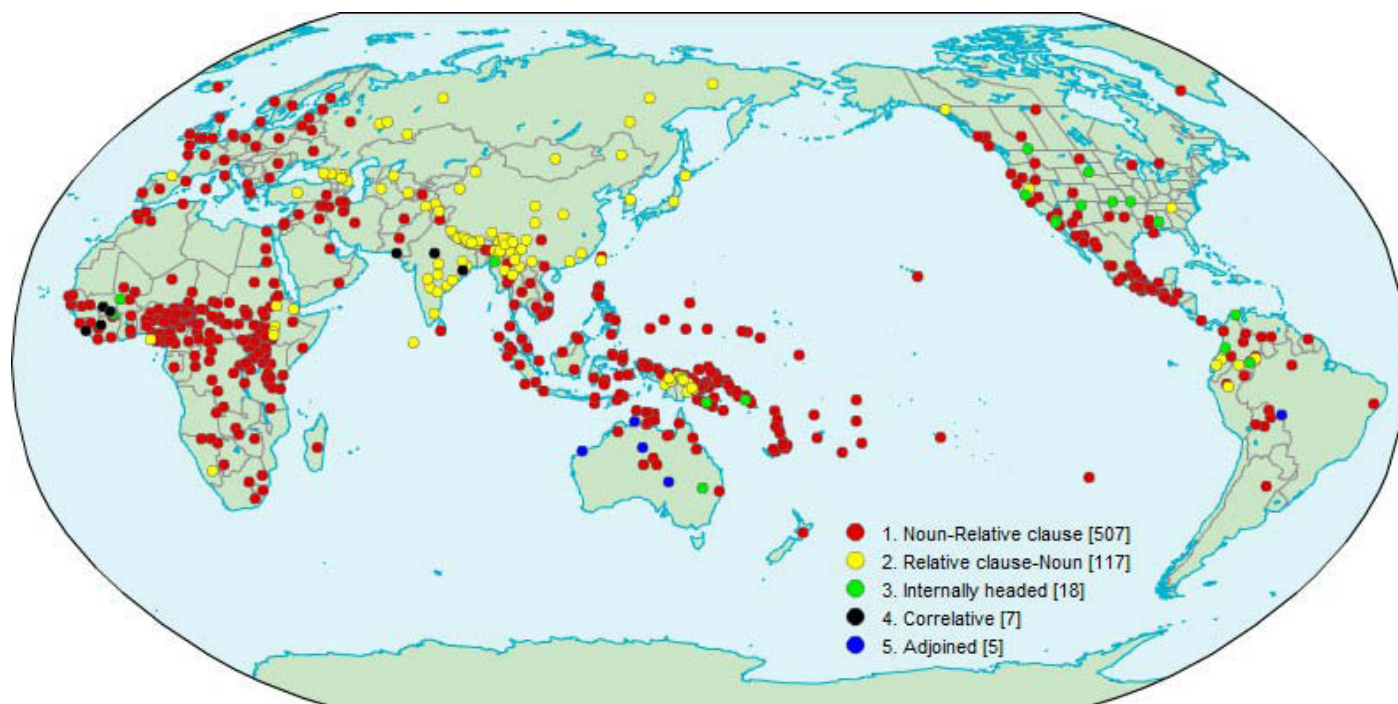 1. Noun-Relative clause [507]
2. Relative clause-Noun [117]
3. Internally headed [18]
4. Correlative [7]
5. Adjoined [5]